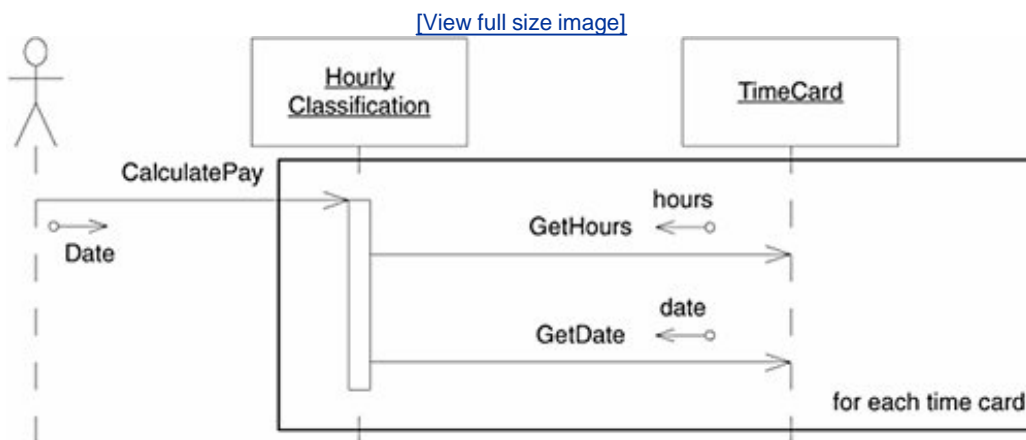 [View full size image]
Hourly
Classification
TimeCard
CalculatePay
hours
GetHours
Date
date
GetDate
for each time card